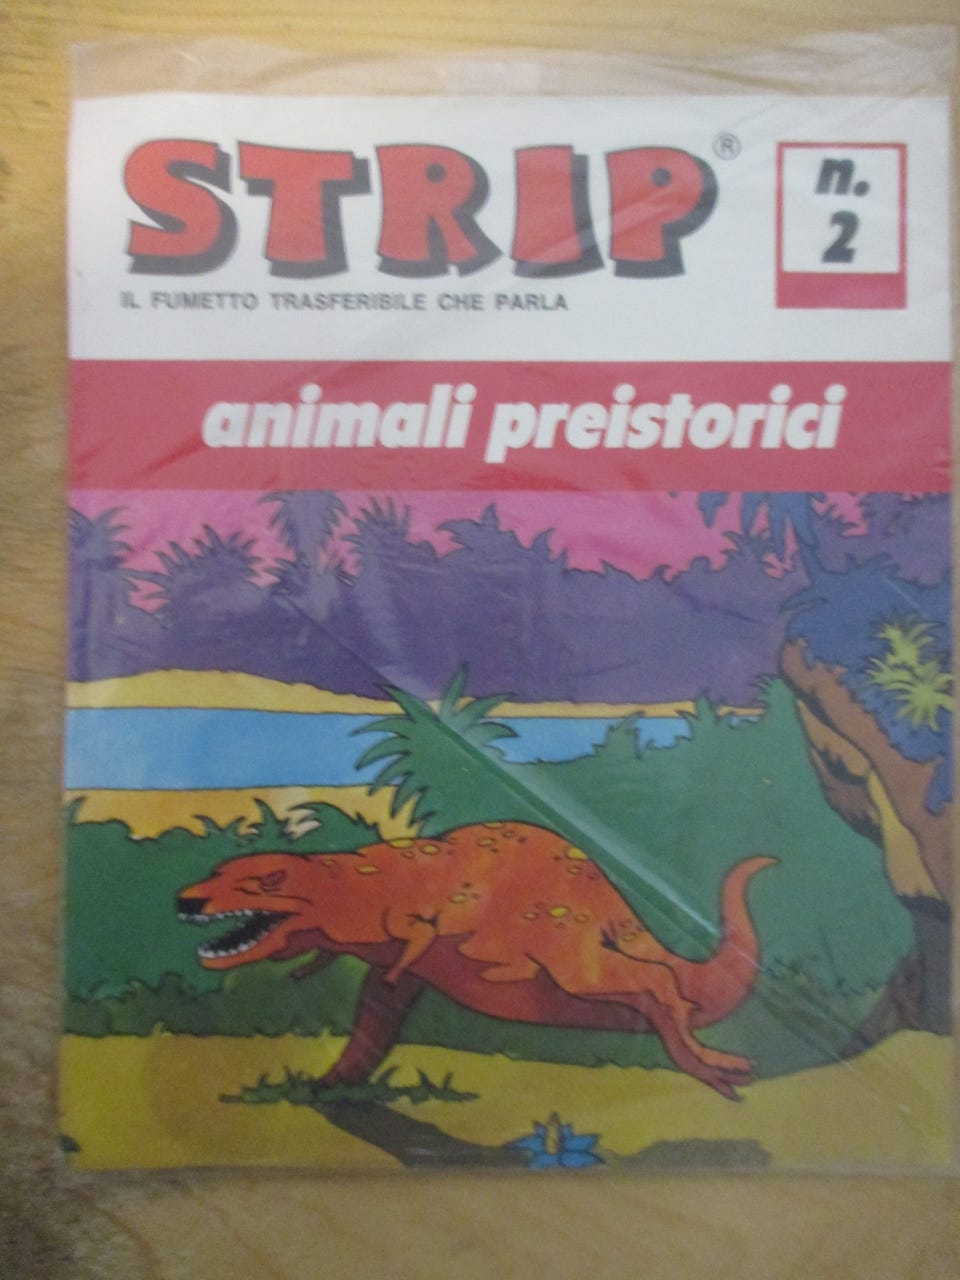 STRIP®
n.
2
IL FUMETTO TRASFERIBILE CHE PARLA
animali preistorici